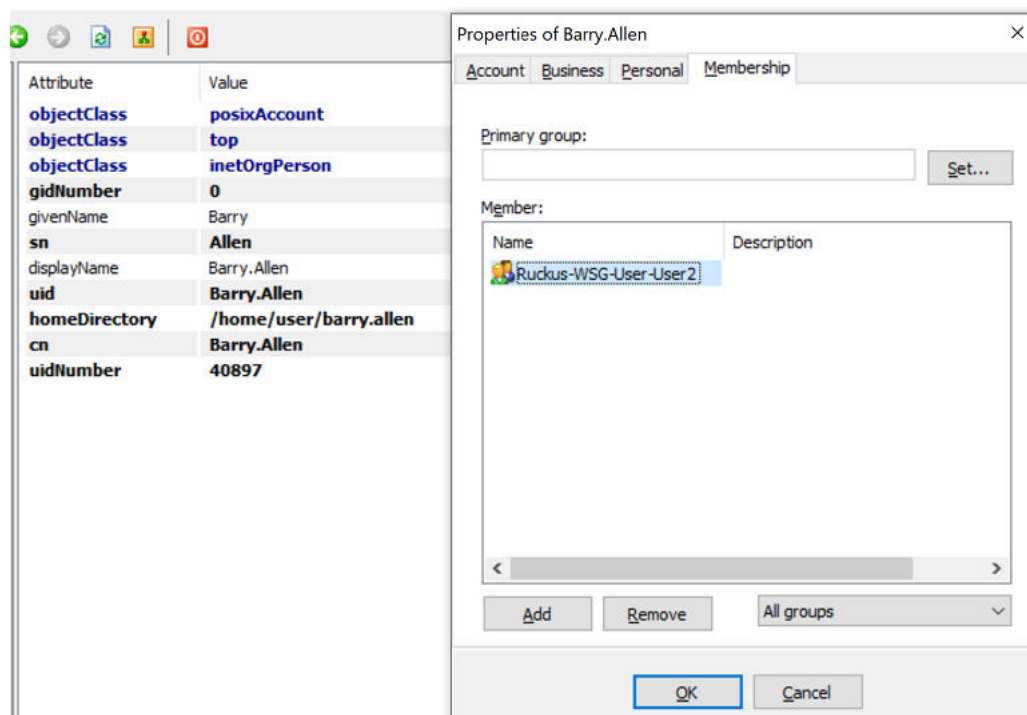 Attribute Value
objectClass posixAccount
objectClass top
objectClass inetOrgPerson
gidNumber 0
givenName Barry
sn Allen
displayName Barry.Allen
uid Barry.Allen
homeDirectory /home/user/barry.allen
cn Barry.Allen
uidNumber 40897
Properties of Barry.Allen
Account Business Personal Membership
Primary group:
Set...
Member:
Name Description
Ruckus-WSG-User-User2
Add Remove All groups
OK Cancel